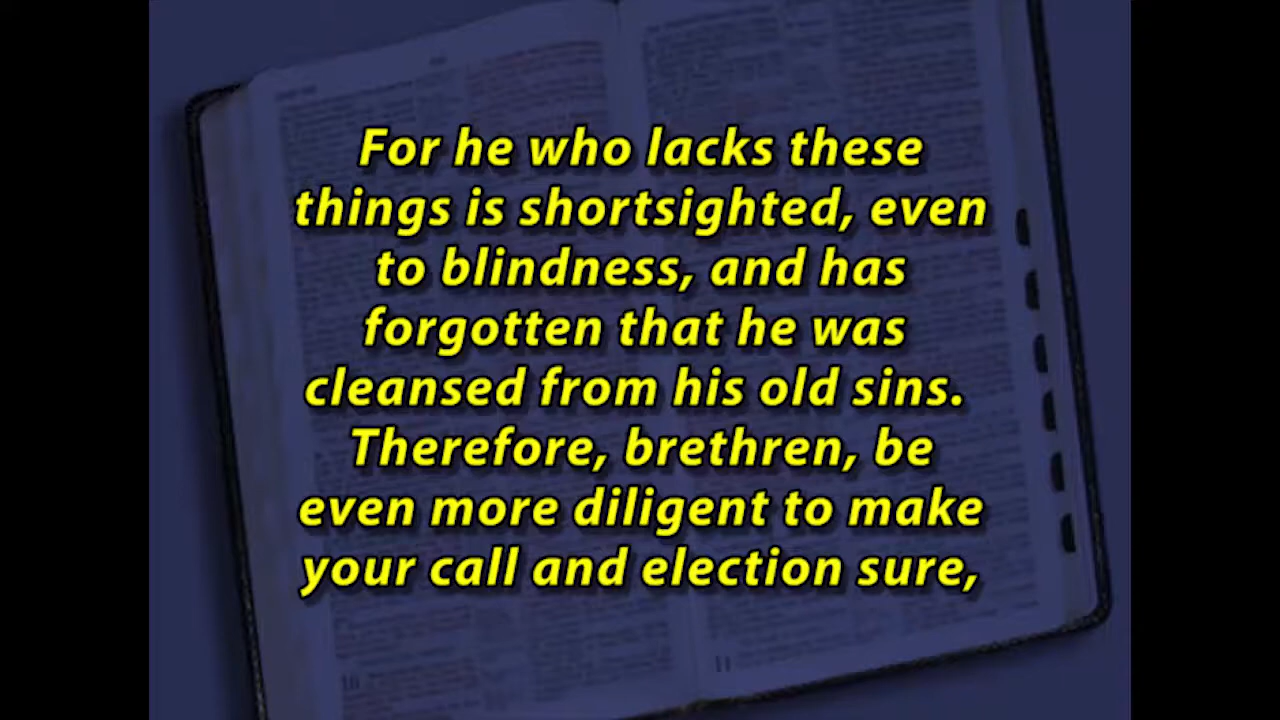 For he who lacks these
things is shortsighted, even
to blindness, and has
forgotten that he was
cleansed from his old sins.
Therefore, brethren, be
even more diligent to make
your call and election sure,